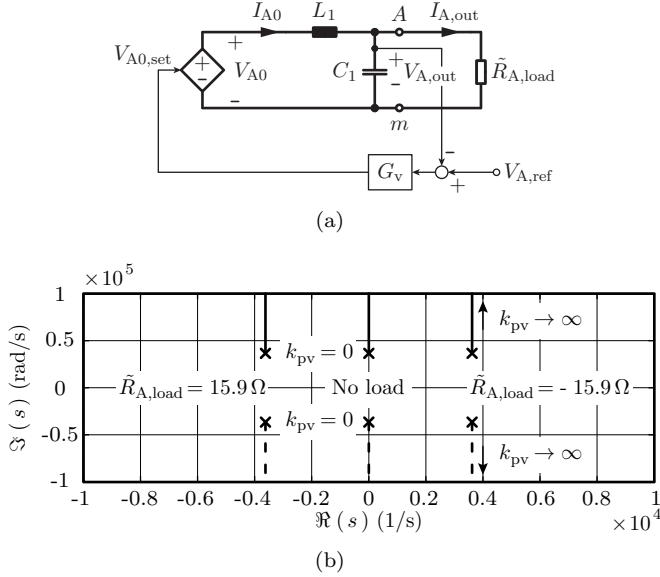 I_A0 L_1 A I_A,out
V_A0,set + V_A0 - C_1 + - V_A,out R̃_A,load
+ -
m
G_v - + V_A,ref
(a)
×10^5
1
0.5
0
-0.5
-1
ℑ(s) (rad/s)
k_pv = 0
k_pv → ∞
R̃_A,load = 15.9 Ω No load R̃_A,load = - 15.9 Ω
k_pv = 0
k_pv → ∞
-1 -0.8 -0.6 -0.4 -0.2 0 0.2 0.4 0.6 0.8 1
×10^4
ℜ(s) (1/s)
(b)